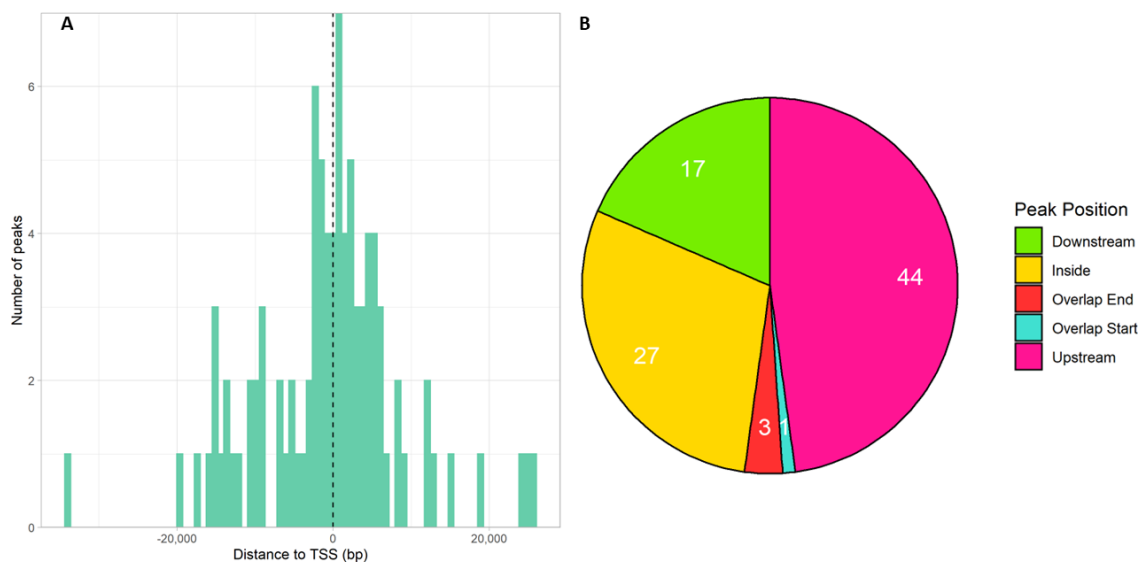 A
B
6
4
2
0
Number of peaks
-20,000
0
20,000
Distance to TSS (bp)
17
44
27
3
1
Peak Position
Downstream
Inside
Overlap End
Overlap Start
Upstream